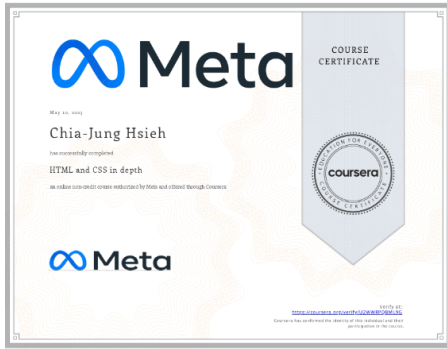 Meta
COURSE
CERTIFICATE
Chia-Jung Hsieh
has successfully completed
HTML and CSS in depth
an online non-credit course authorized by Meta and offered through Coursera
EDUCATION FOR EVERYONE
coursera
COURSE CERTIFICATE
Meta
Verify at:
Coursera has confirmed the identity of this individual and their
participation in the course.